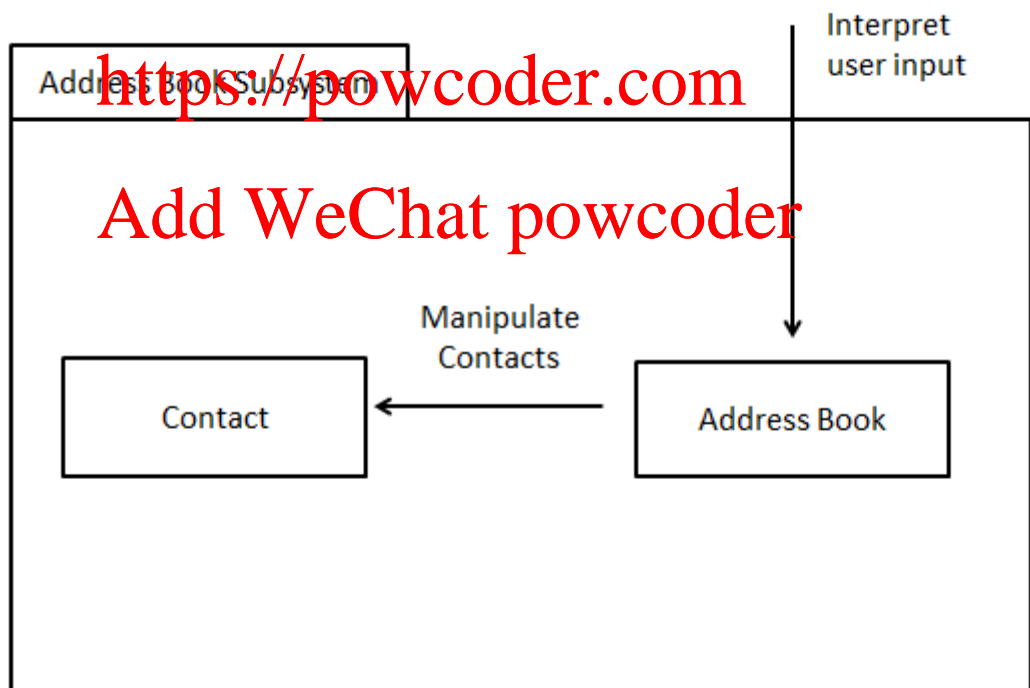 Interpret
user input
Address Book Subsystem
https://powcoder.com
Add WeChat powcoder
Manipulate
Contacts
Contact
Address Book